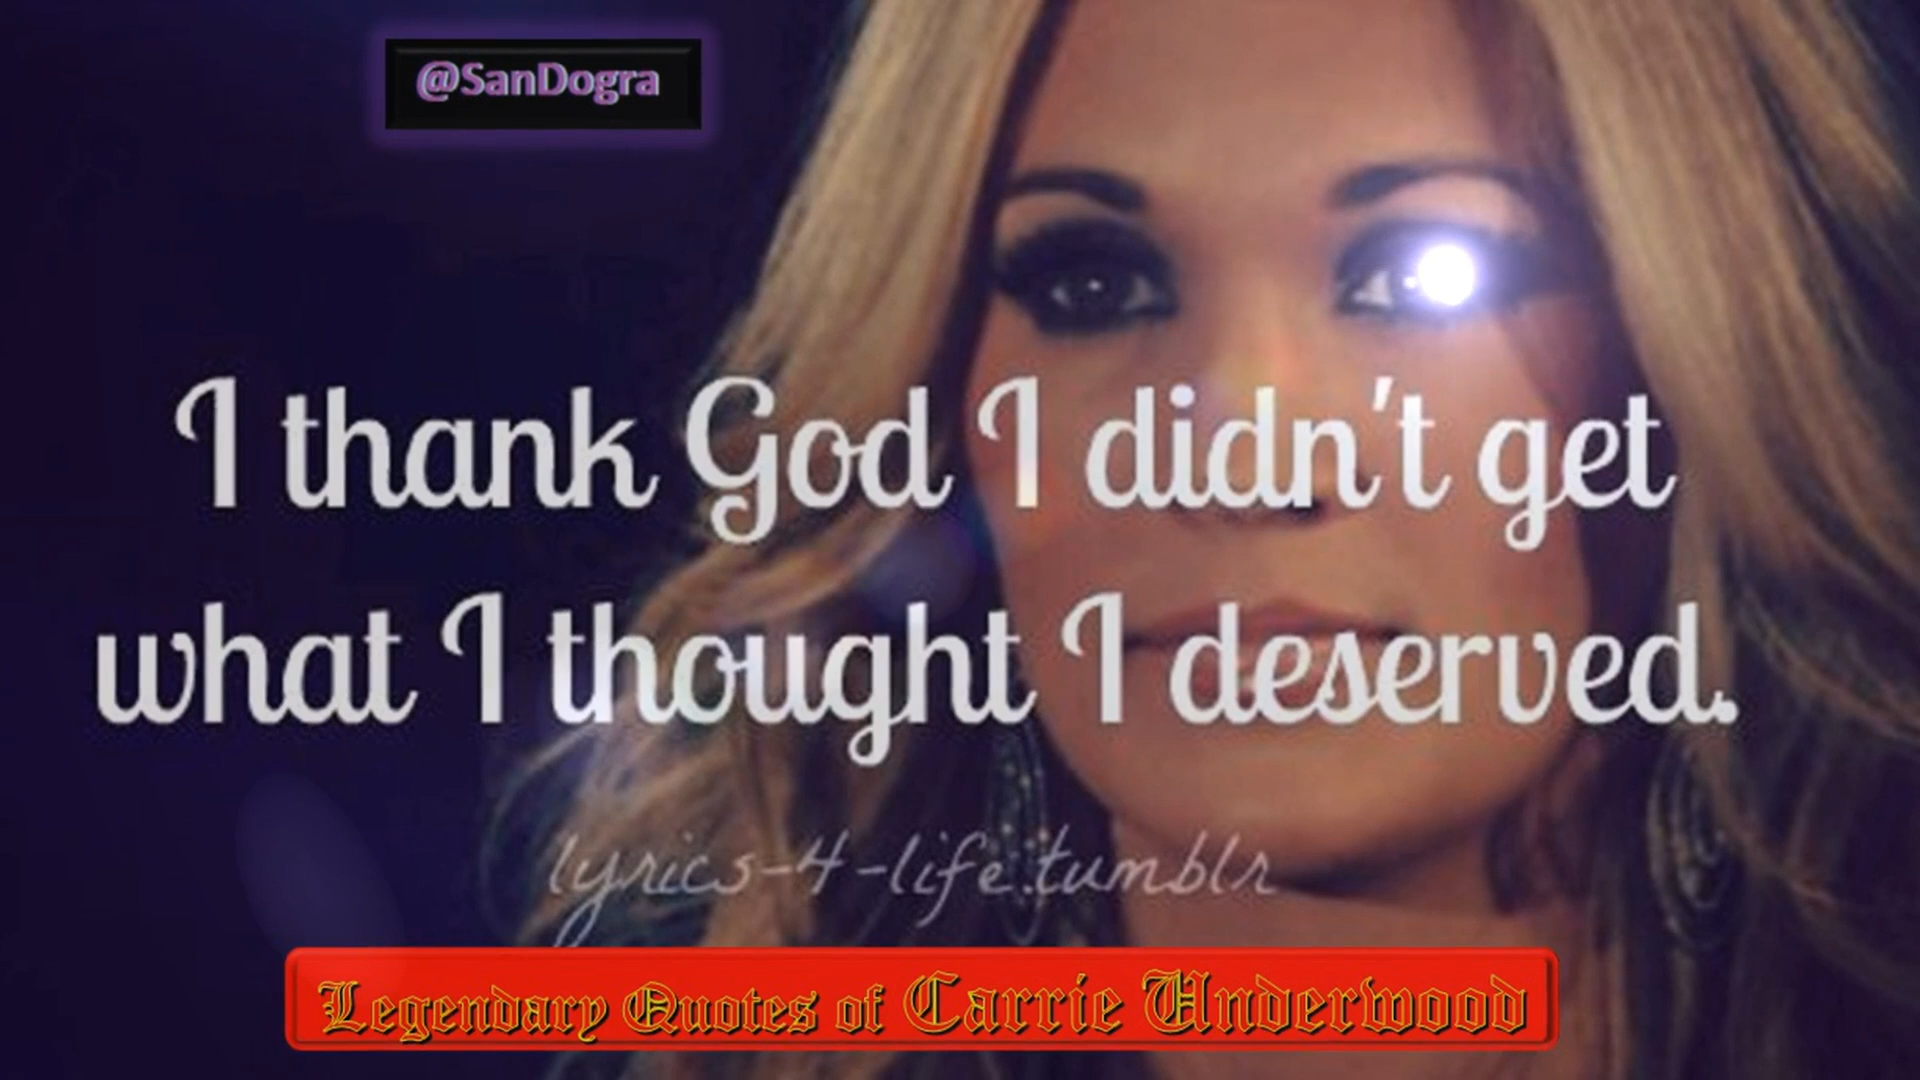 @SanDogra
I thank God I didn't get
what I thought I deserved.
lyrics-4-life.tumblr
Legendary Quotes of Carrie Underwood